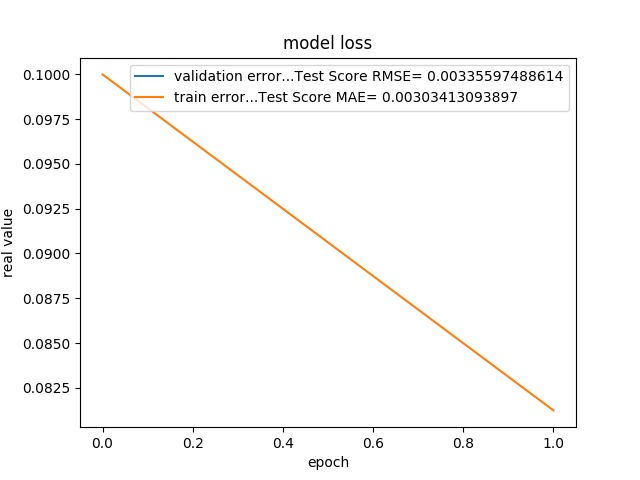 model loss
validation error...Test Score RMSE= 0.00335597488614
train error...Test Score MAE= 0.00303413093897
0.1000
0.0975
0.0950
0.0925
0.0900
0.0875
0.0850
0.0825
real value
0.0 0.2 0.4 0.6 0.8 1.0
epoch